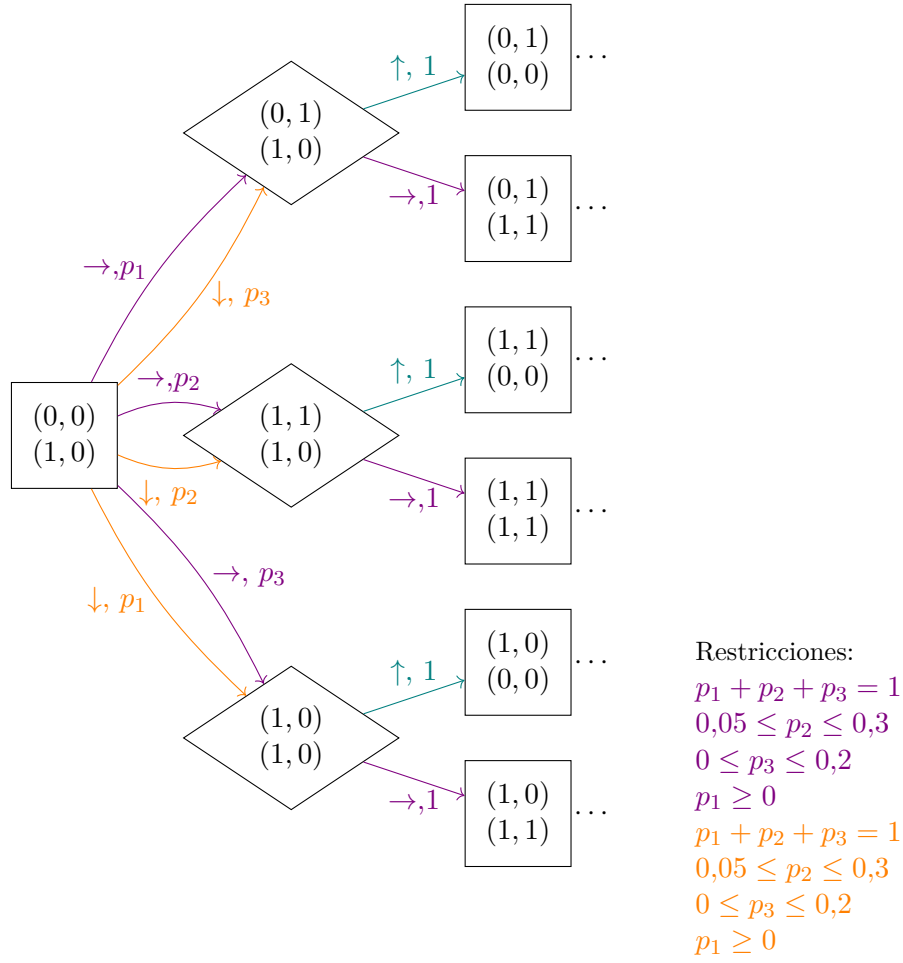 (0, 1)
(0, 0)
...
↑, 1
(0, 1)
(1, 0)
→,1
(0, 1)
(1, 1)
...
→,p₁
↓, p₃
(1, 1)
(0, 0)
...
↑, 1
→,p₂
(0, 0)
(1, 0)
(1, 1)
(1, 0)
↓, p₂
→,1
(1, 1)
(1, 1)
...
→, p₃
↓, p₁
(1, 0)
(0, 0)
...
↑, 1
(1, 0)
(1, 0)
→,1
(1, 0)
(1, 1)
...
Restricciones:
p₁ + p₂ + p₃ = 1
0,05 ≤ p₂ ≤ 0,3
0 ≤ p₃ ≤ 0,2
p₁ ≥ 0
p₁ + p₂ + p₃ = 1
0,05 ≤ p₂ ≤ 0,3
0 ≤ p₃ ≤ 0,2
p₁ ≥ 0